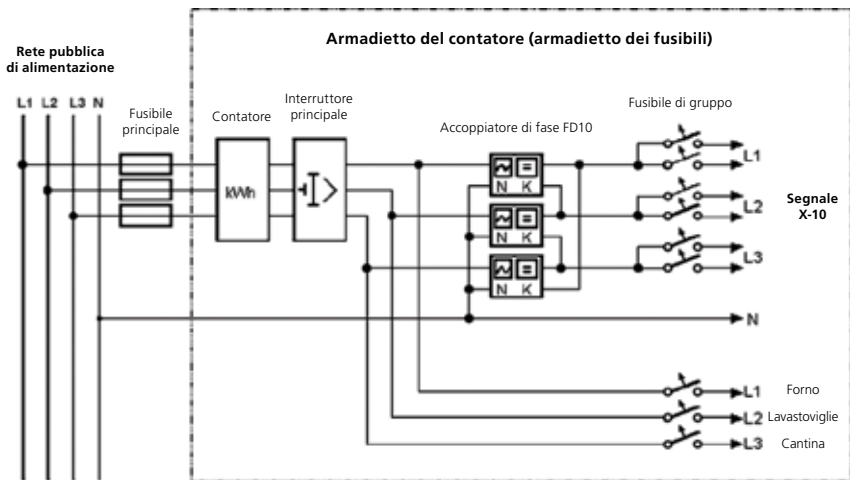 Armadietto del contatore (armadietto dei fusibili)
Rete pubblica
di alimentazione
L1 L2 L3 N
Fusibile
principale
Contatore
Interruttore
principale
Accoppiatore di fase FD10
Fusibile di gruppo
kWh
N K
N K
N K
L1
L2
L3
Segnale
X-10
N
L1 Forno
L2 Lavastoviglie
L3 Cantina